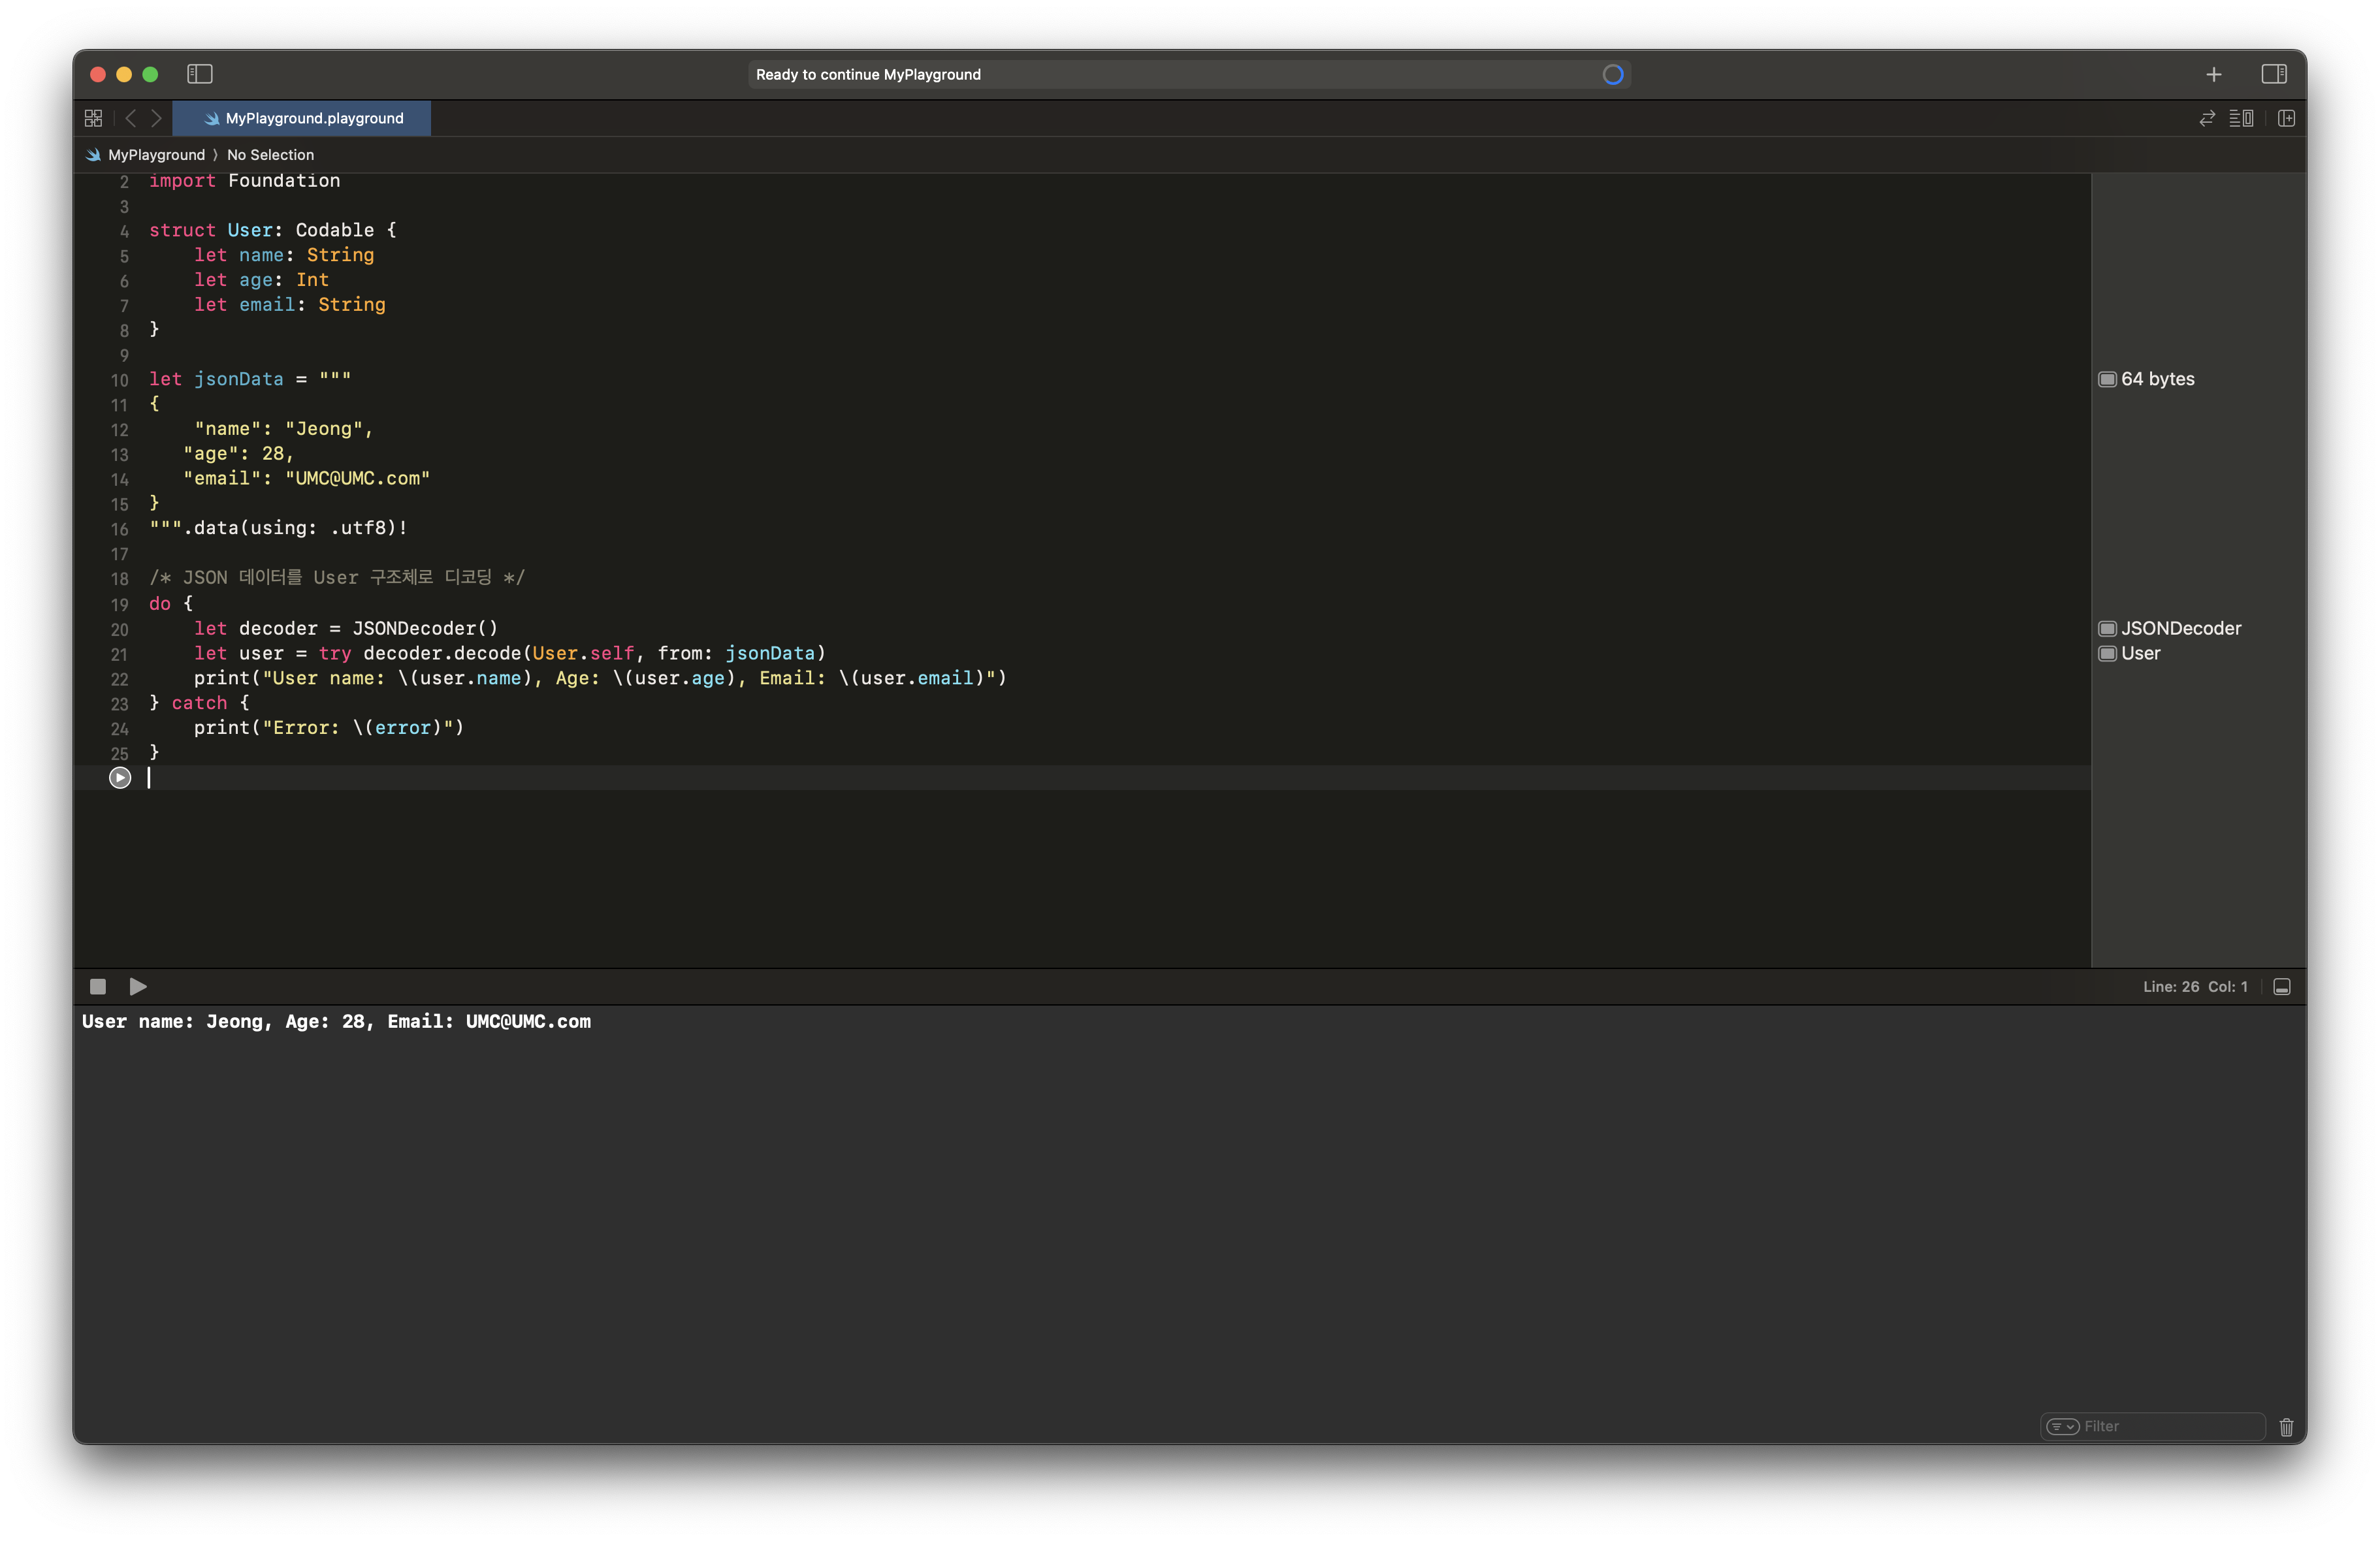 Ready to continue MyPlayground
MyPlayground.playground
MyPlayground 〉 No Selection
2 import Foundation
3
4 struct User: Codable {
5     let name: String
6     let age: Int
7     let email: String
8 }
9
10 let jsonData = """
64 bytes
11 {
12     "name": "Jeong",
13    "age": 28,
14    "email": "UMC@UMC.com"
15 }
16 """.data(using: .utf8)!
17
18 /* JSON 데이터를 User 구조체로 디코딩 */
19 do {
20     let decoder = JSONDecoder()
JSONDecoder
21     let user = try decoder.decode(User.self, from: jsonData)
User
22     print("User name: \(user.name), Age: \(user.age), Email: \(user.email)")
23 } catch {
24     print("Error: \(error)")
25 }
Line: 26 Col: 1
User name: Jeong, Age: 28, Email: UMC@UMC.com
Filter